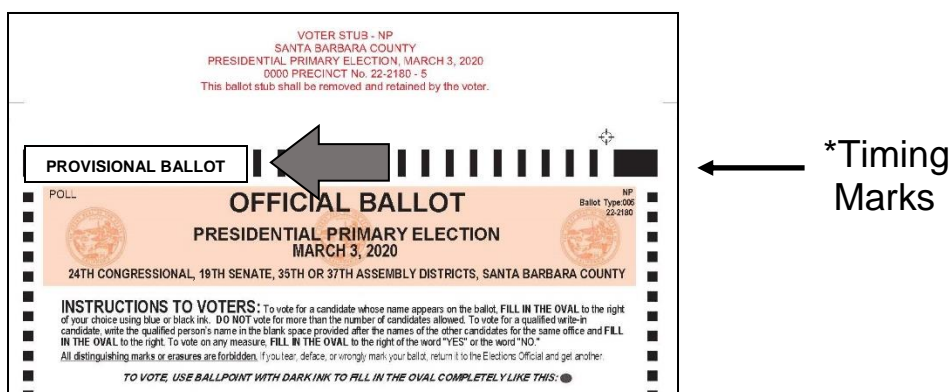 VOTER STUB - NP
SANTA BARBARA COUNTY
PRESIDENTIAL PRIMARY ELECTION, MARCH 3, 2020
0000 PRECINCT No. 22-2180 - 5
This ballot stub shall be removed and retained by the voter.
PROVISIONAL BALLOT
*Timing
Marks
POLL
OFFICIAL BALLOT
NP
Ballot Type:006
22-2180
PRESIDENTIAL PRIMARY ELECTION
MARCH 3, 2020
24TH CONGRESSIONAL, 19TH SENATE, 35TH OR 37TH ASSEMBLY DISTRICTS, SANTA BARBARA COUNTY
INSTRUCTIONS TO VOTERS: To vote for a candidate whose name appears on the ballot, FILL IN THE OVAL to the right
of your choice using blue or black ink. DO NOT vote for more than the number of candidates allowed. To vote for a qualified write-in
candidate, write the qualified person's name in the blank space provided after the names of the other candidates for the same office and FILL
IN THE OVAL to the right. To vote on any measure, FILL IN THE OVAL to the right of the word "YES" or the word "NO."
All distinguishing marks or erasures are forbidden. If you tear, deface, or wrongly mark your ballot, return it to the Elections Official and get another.
TO VOTE, USE BALLPOINT WITH DARK INK TO FILL IN THE OVAL COMPLETELY LIKE THIS: